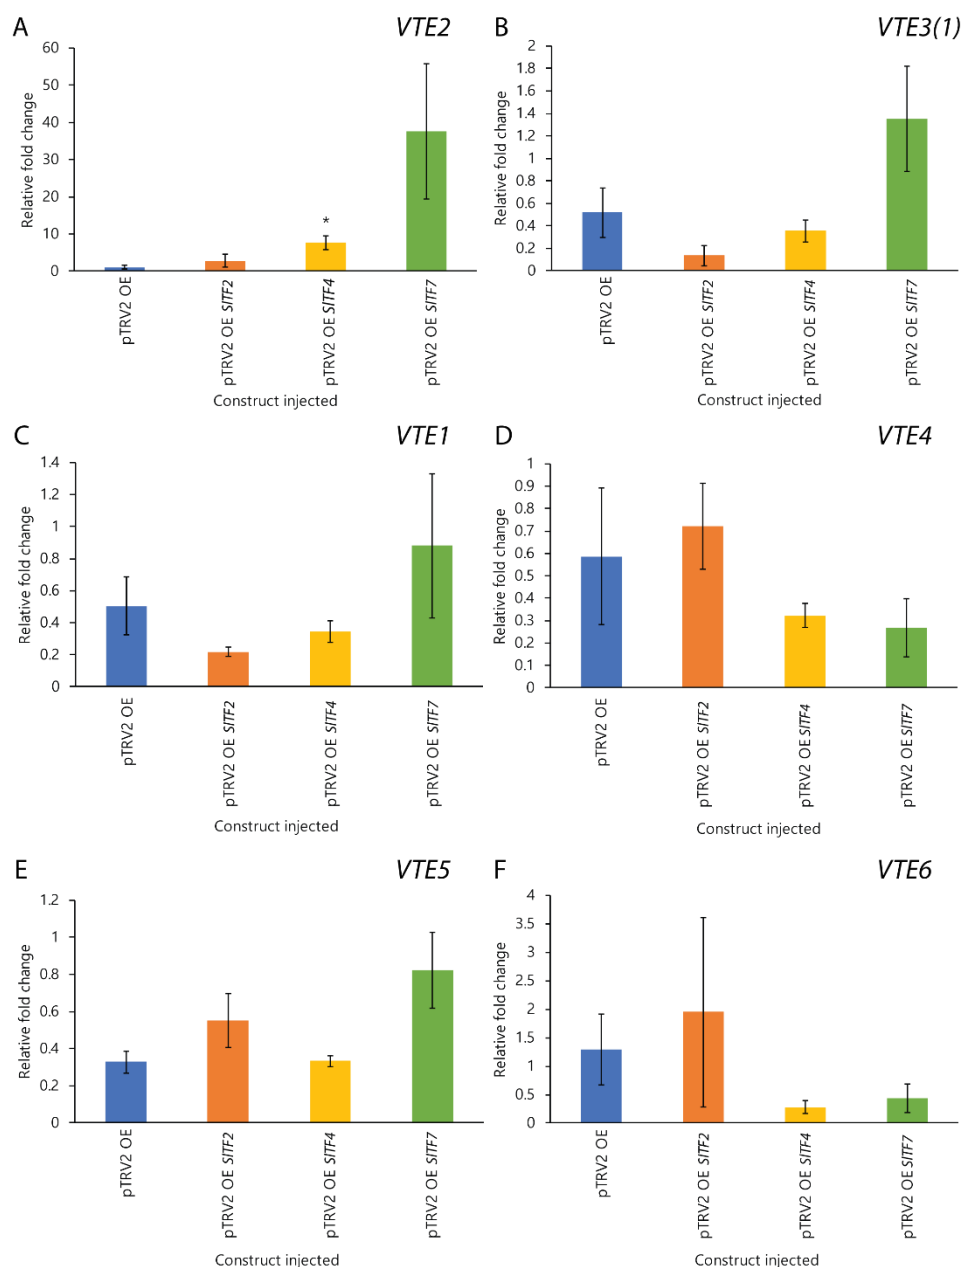 A
VTE2
Relative fold change
60
50
40
30
20
10
0
*
pTRV2 OE
pTRV2 OE SlTF2
pTRV2 OE SlTF4
pTRV2 OE SlTF7
Construct injected
B
VTE3(1)
Relative fold change
2
1.8
1.6
1.4
1.2
1
0.8
0.6
0.4
0.2
0
pTRV2 OE
pTRV2 OE SlTF2
pTRV2 OE SlTF4
pTRV2 OE SlTF7
Construct injected
C
VTE1
Relative fold change
1.4
1.2
1
0.8
0.6
0.4
0.2
0
pTRV2 OE
pTRV2 OE SlTF2
pTRV2 OE SlTF4
pTRV2 OE SlTF7
Construct injected
D
VTE4
Relative fold change
1
0.9
0.8
0.7
0.6
0.5
0.4
0.3
0.2
0.1
0
pTRV2 OE
pTRV2 OE SlTF2
pTRV2 OE SlTF4
pTRV2 OE SlTF7
Construct injected
E
VTE5
Relative fold change
1.2
1
0.8
0.6
0.4
0.2
0
pTRV2 OE
pTRV2 OE SlTF2
pTRV2 OE SlTF4
pTRV2 OE SlTF7
Construct injected
F
VTE6
Relative fold change
4
3.5
3
2.5
2
1.5
1
0.5
0
pTRV2 OE
pTRV2 OE SlTF2
pTRV2 OE SlTF4
pTRV2 OE SlTF7
Construct injected